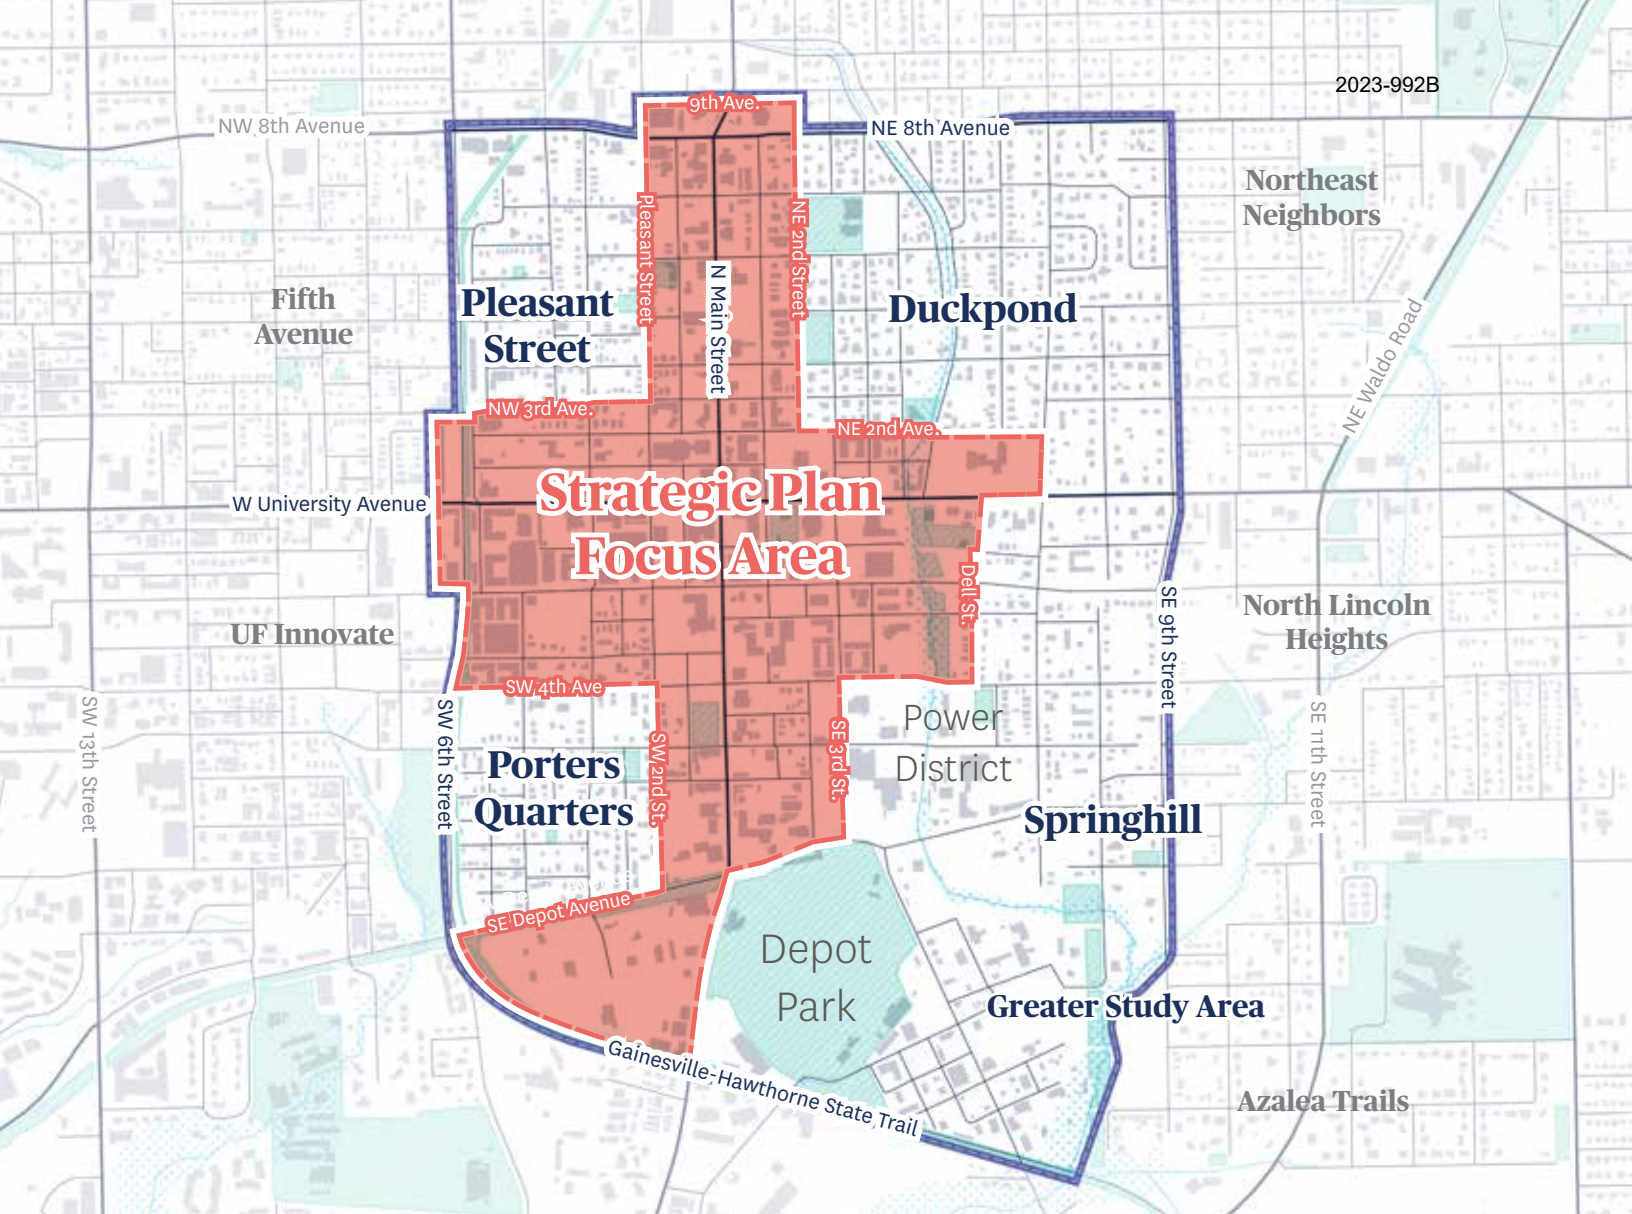 2023-992B
9th Ave.
NW 8th Avenue
NE 8th Avenue
Northeast
Neighbors
Pleasant Street
NE 2nd Street
N Main Street
Fifth
Avenue
Pleasant
Street
Duckpond
NE Waldo Road
NW 3rd Ave.
NE 2nd Ave.
W University Avenue
Strategic Plan
Focus Area
Dell St.
SE 9th Street
North Lincoln
Heights
UF Innovate
SW 4th Ave
SW 13th Street
SW 6th Street
Porters
Quarters
SW 2nd St.
SE 3rd St.
Power
District
SE 11th Street
Springhill
SE Depot Avenue
Depot
Park
Greater Study Area
Gainesville-Hawthorne State Trail
Azalea Trails